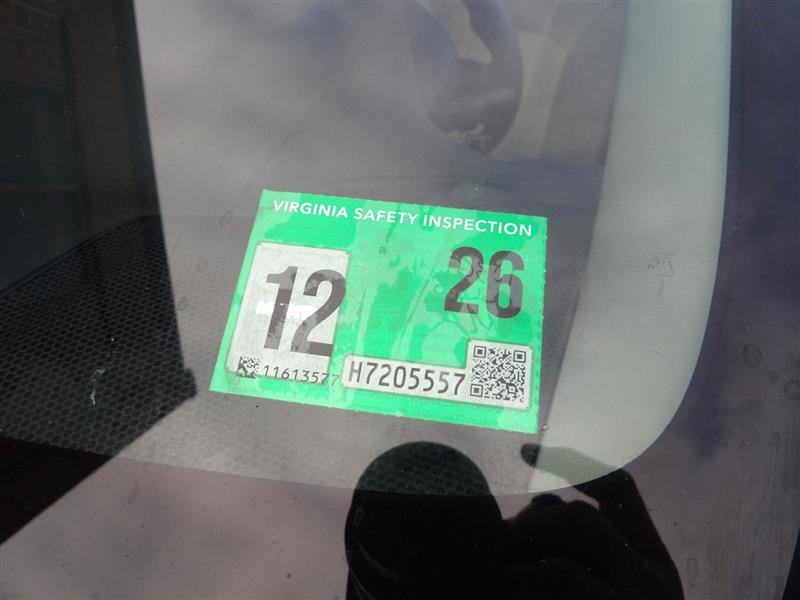 VIRGINIA SAFETY INSPECTION
12 26
11613577 H7205557